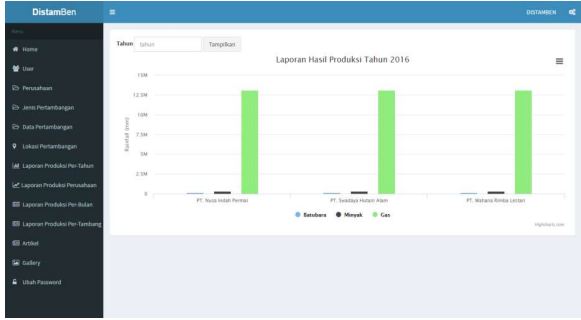 DistamBen
DISTAMBEN
Menu
Home
User
Perusahaan
Jenis Pertambangan
Data Pertambangan
Lokasi Pertambangan
Laporan Produksi Per-Tahun
Laporan Produksi Perusahaan
Laporan Produksi Per-Bulan
Laporan Produksi Per-Tambang
Artikel
Gallery
Ubah Password
Tahun tahun Tampilkan
Laporan Hasil Produksi Tahun 2016
Rainfall (mm)
15M
12.5M
10M
7.5M
5M
2.5M
0
PT. Nusa Indah Permai PT. Swadaya Hutani Alam PT. Wahana Rimba Lestari
Batubara Minyak Gas
Highcharts.com